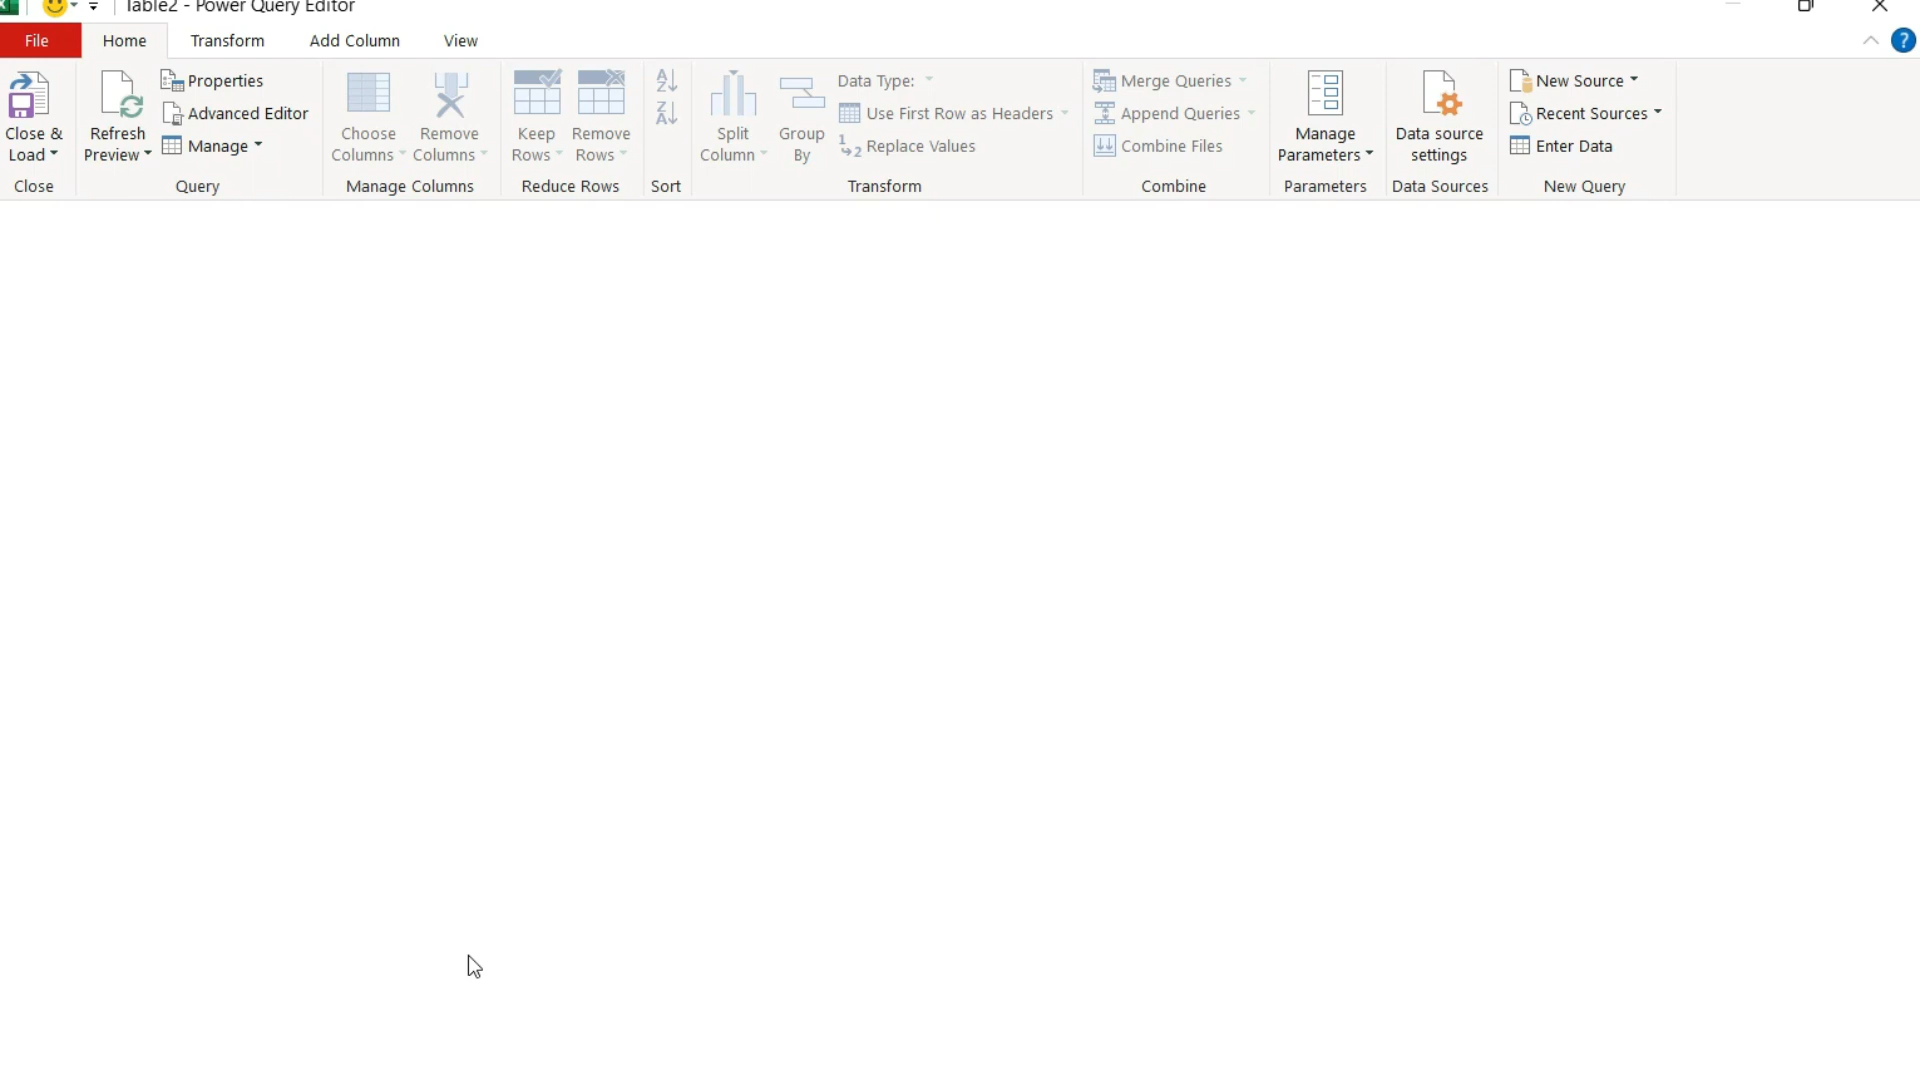 Table2 - Power Query Editor
File Home Transform Add Column View
Close & Load
Refresh Preview
Properties
Advanced Editor
Manage
Choose Columns
Remove Columns
Keep Rows
Remove Rows
Split Column
Group By
Data Type:
Use First Row as Headers
Replace Values
Merge Queries
Append Queries
Combine Files
Manage Parameters
Data source settings
New Source
Recent Sources
Enter Data
Close Query Manage Columns Reduce Rows Sort Transform Combine Parameters Data Sources New Query